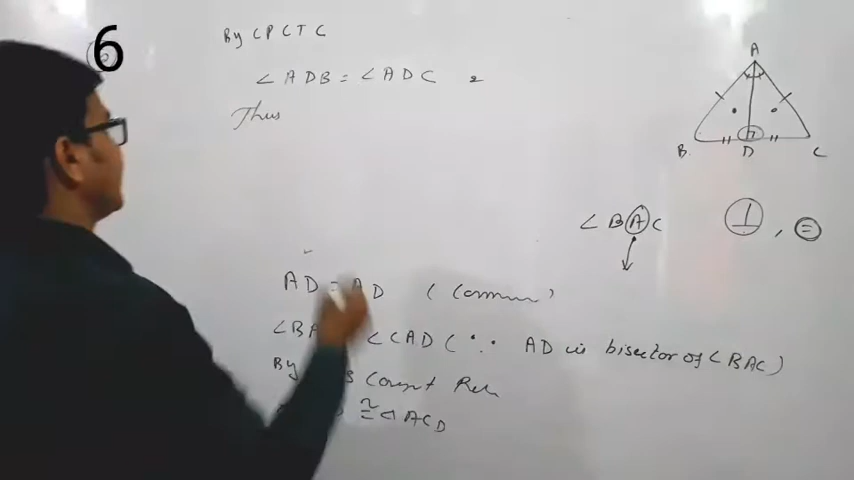 6
By CPCTC
∠ADB = ∠ADC
Thus
A
B
D
C
∠BAC
⊥, =
AD = AD (Common)
∠BA ∠CAD (∵ AD is bisector of ∠BAC)
By S Congt Rule
≅ △ACD